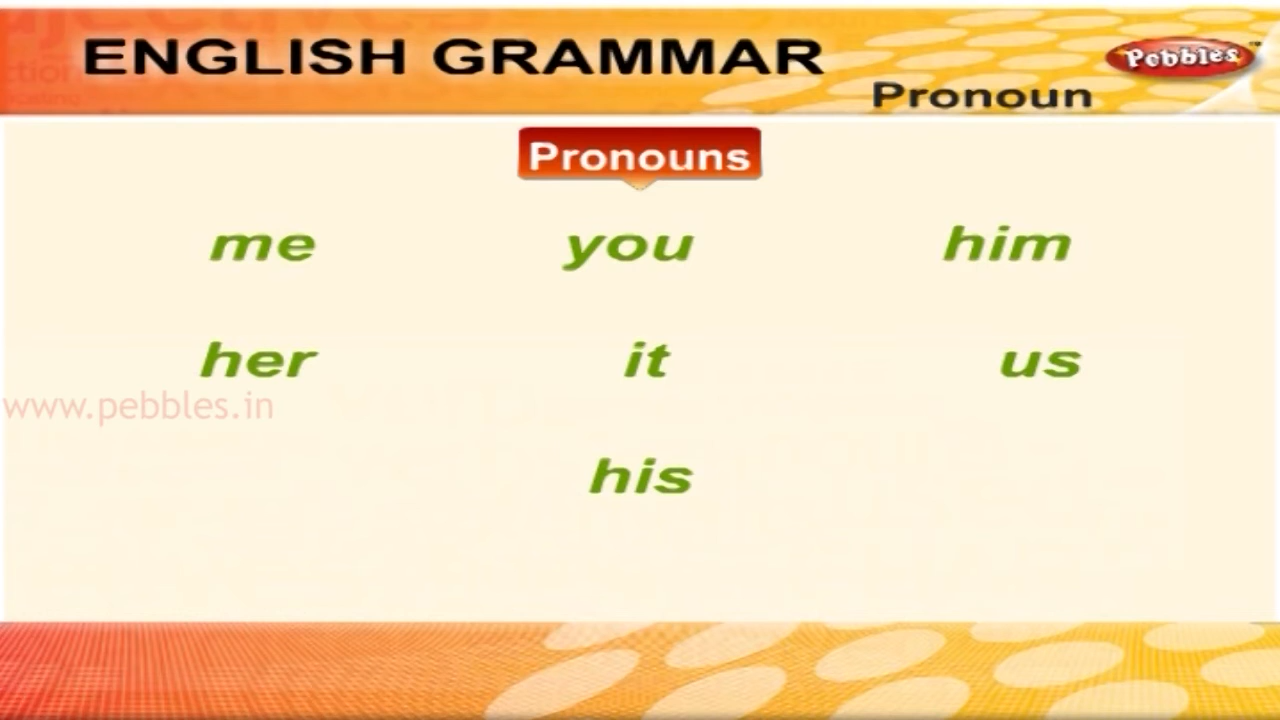 ENGLISH GRAMMAR
Pebbles
Pronoun
Pronouns
me you him
her it us
www.pebbles.in
his